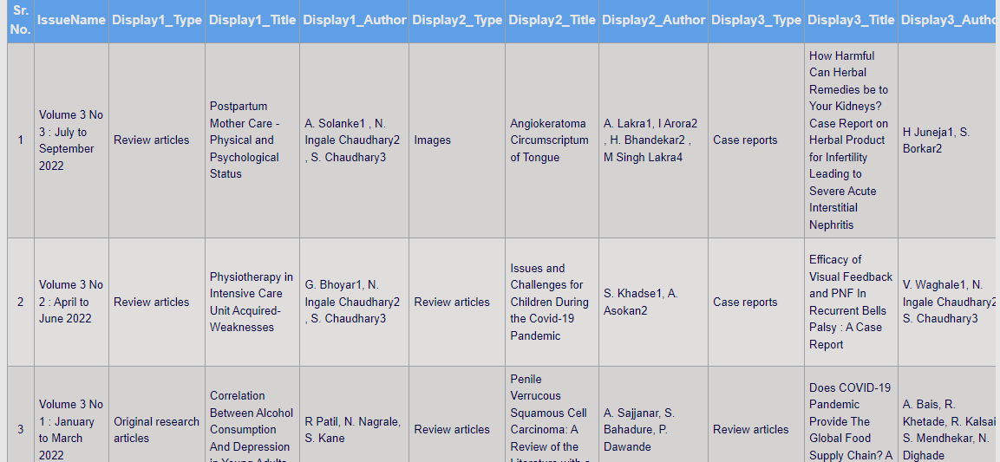 Sr. No. IssueName Display1_Type Display1_Title Display1_Author Display2_Type Display2_Title Display2_Author Display3_Type Display3_Title Display3_Autho
1
Volume 3 No
3 : July to
September
2022
Review articles
Postpartum
Mother Care -
Physical and
Psychological
Status
A. Solanke1 , N.
Ingale Chaudhary2
, S. Chaudhary3
Images
Angiokeratoma
Circumscriptum
of Tongue
A. Lakra1, I Arora2
, H. Bhandekar2 ,
M Singh Lakra4
Case reports
How Harmful
Can Herbal
Remedies be to
Your Kidneys?
Case Report on
Herbal Product
for Infertility
Leading to
Severe Acute
Interstitial
Nephritis
H Juneja1, S.
Borkar2
2
Volume 3 No
2 : April to
June 2022
Review articles
Physiotherapy in
Intensive Care
Unit Acquired-
Weaknesses
G. Bhoyar1, N.
Ingale Chaudhary2
, S. Chaudhary3
Review articles
Issues and
Challenges for
Children During
the Covid-19
Pandemic
S. Khadse1, A.
Asokan2
Case reports
Efficacy of
Visual Feedback
and PNF In
Recurrent Bells
Palsy : A Case
Report
V. Waghale1, N.
Ingale Chaudhary2
S. Chaudhary3
3
Volume 3 No
1 : January
to March
2022
Original research
articles
Correlation
Between Alcohol
Consumption
And Depression
in Young Adults
R Patil, N. Nagrale,
S. Kane
Review articles
Penile
Verrucous
Squamous Cell
Carcinoma: A
Review of the
Literature with a
A. Sajjanar, S.
Bahadure, P.
Dawande
Review articles
Does COVID-19
Pandemic
Provide The
Global Food
Supply Chain? A
A. Bais, R.
Khetade, R. Kalsai
S. Mendhekar, N.
Dighade